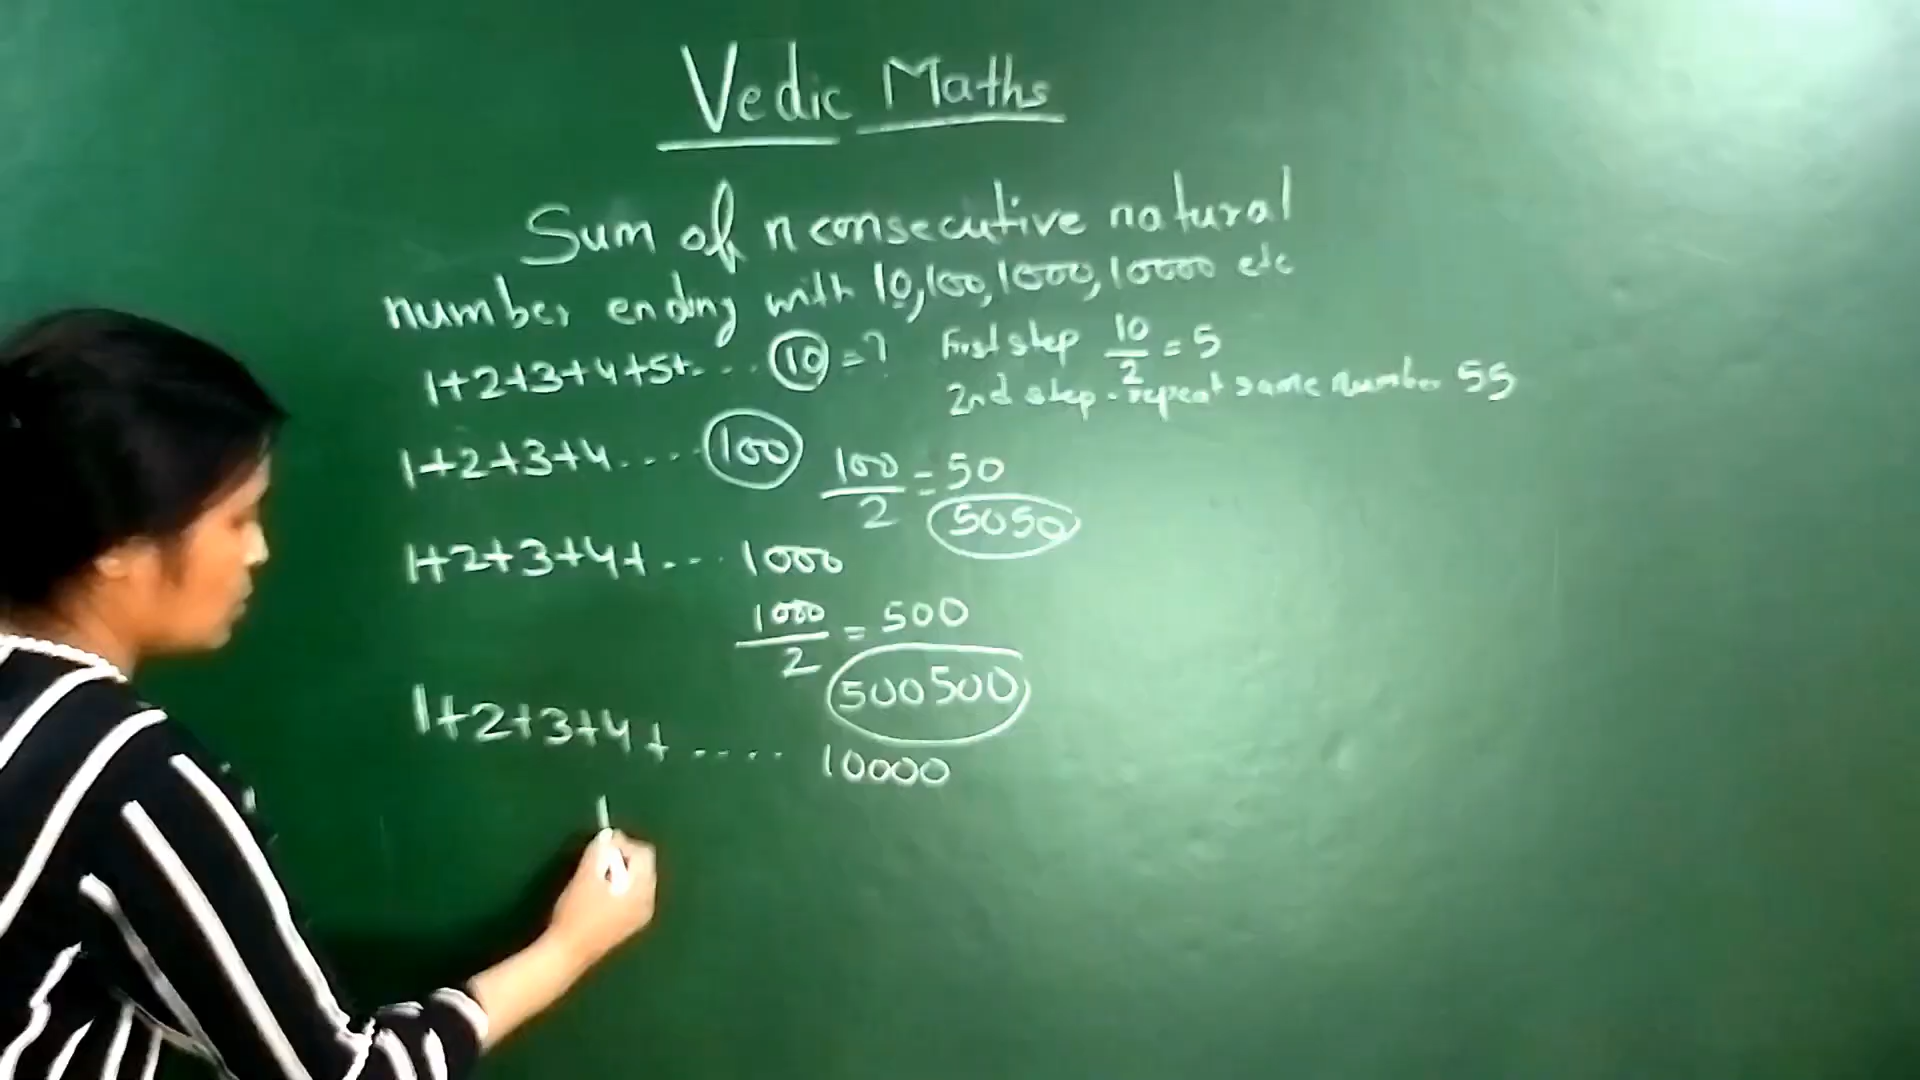 Vedic Maths
Sum of n consecutive natural
number ending with 10,100,1000,10000 etc
1+2+3+4+5+.... 10 =? First step 10/2 = 5
2nd step - repeat same number 55
1+2+3+4..... 100 100/2 = 50
5050
1+2+3+4+... 1000
1000/2 = 500
500500
1+2+3+4+.... 10000
1